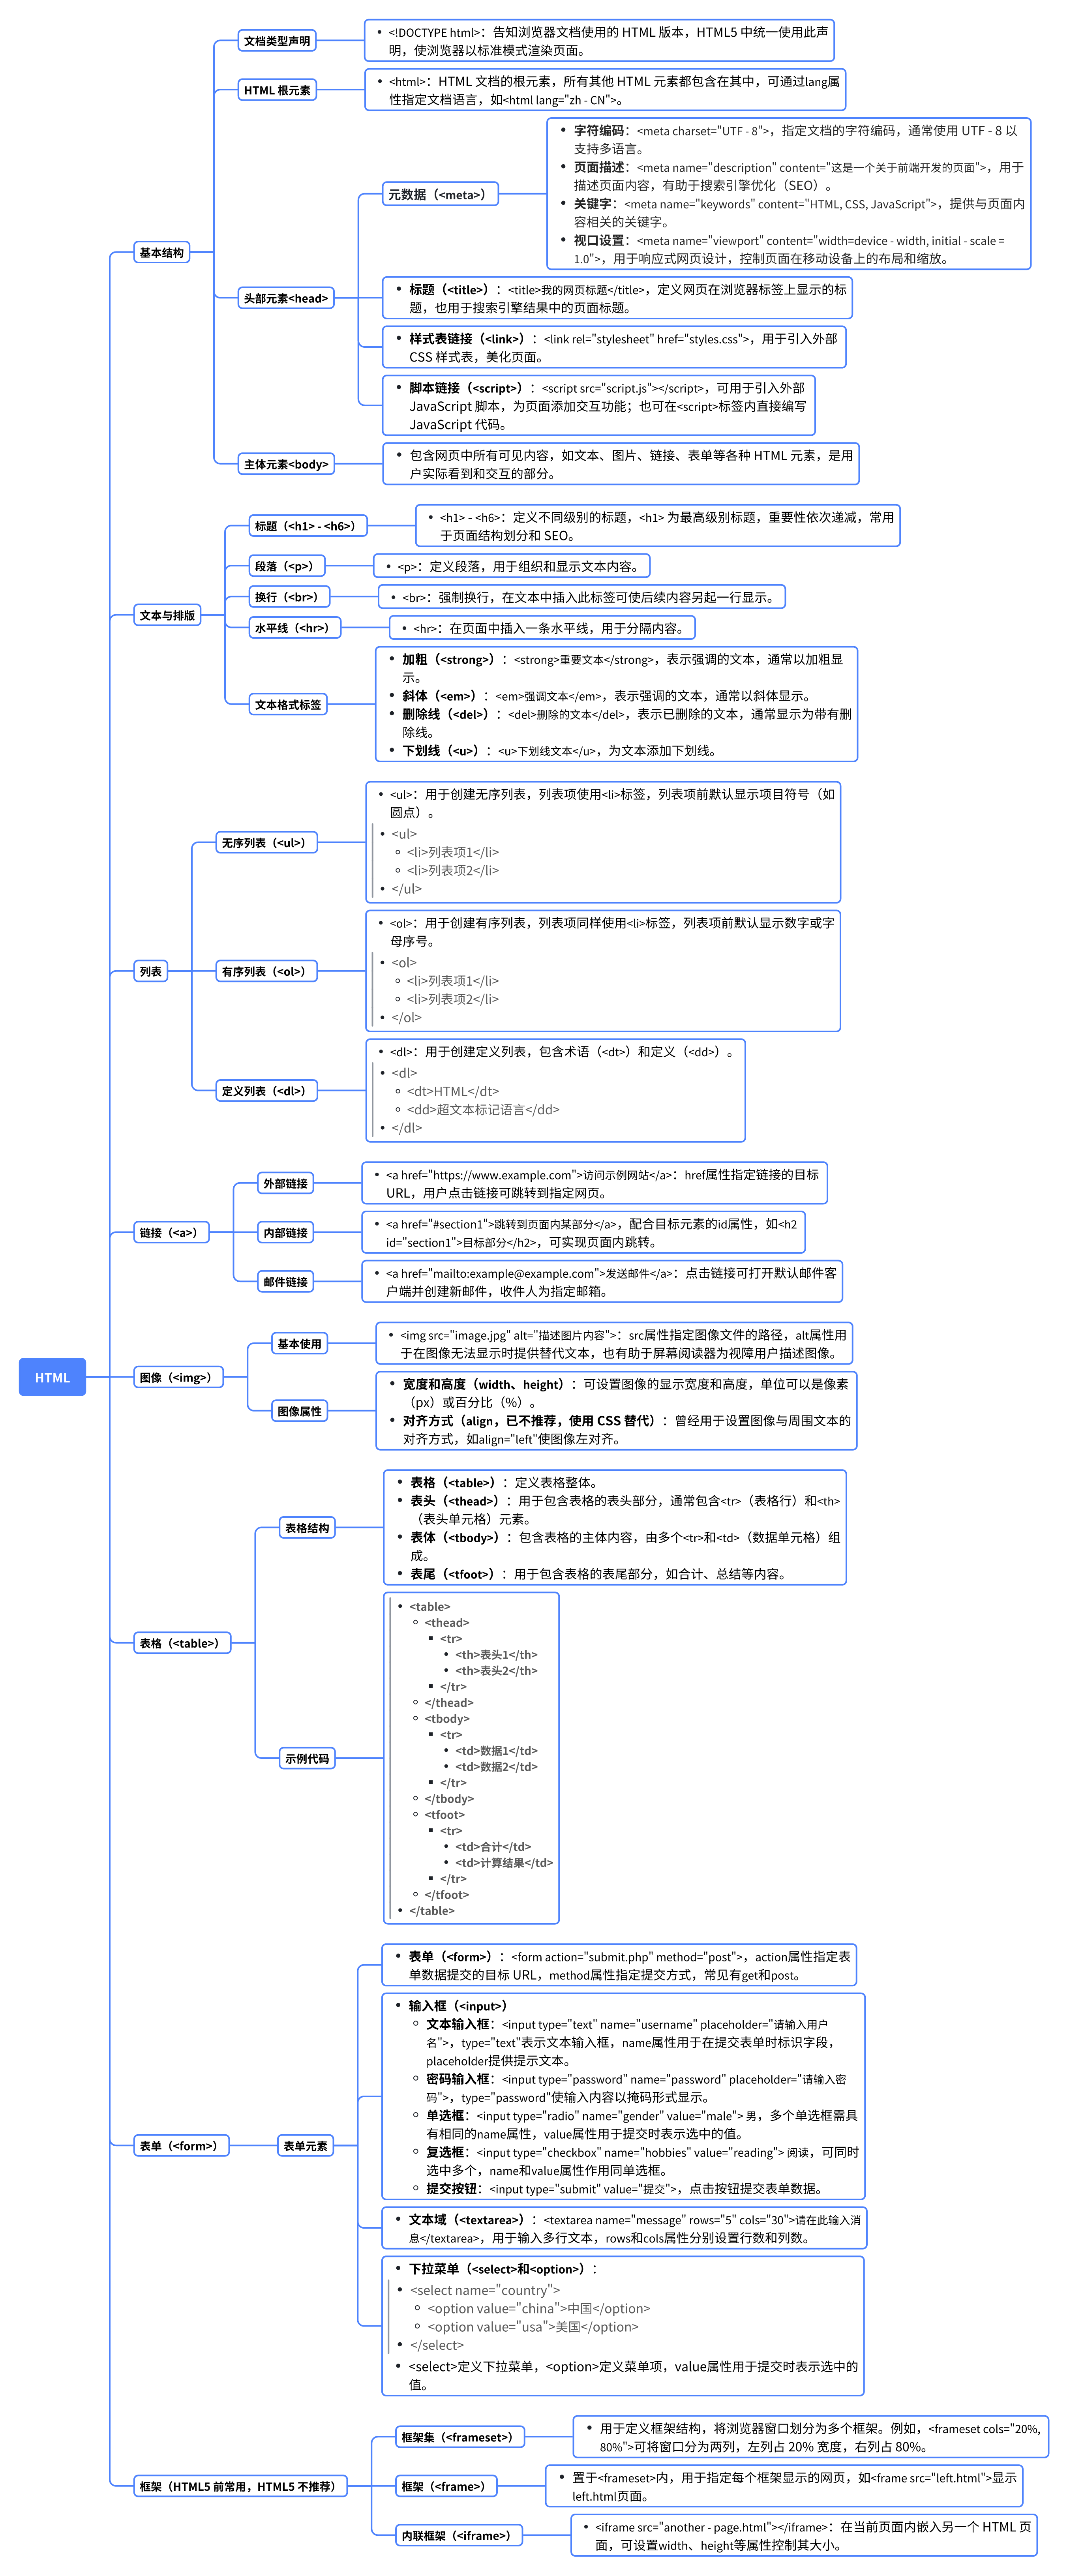 文档类型声明
<!DOCTYPE html>：告知浏览器文档使用的 HTML 版本，HTML5 中统一使用此声
明，使浏览器以标准模式渲染页面。
HTML 根元素
<html>：HTML 文档的根元素，所有其他 HTML 元素都包含在其中，可通过lang属
性指定文档语言，如<html lang="zh - CN">。
基本结构
头部元素<head>
元数据（<meta>）
字符编码：<meta charset="UTF - 8">，指定文档的字符编码，通常使用 UTF - 8 以
支持多语言。
页面描述：<meta name="description" content="这是一个关于前端开发的页面">，用于
描述页面内容，有助于搜索引擎优化（SEO）。
关键字：<meta name="keywords" content="HTML, CSS, JavaScript">，提供与页面内
容相关的关键字。
视口设置：<meta name="viewport" content="width=device - width, initial - scale =
1.0">，用于响应式网页设计，控制页面在移动设备上的布局和缩放。
标题（<title>）：<title>我的网页标题</title>，定义网页在浏览器标签上显示的标
题，也用于搜索引擎结果中的页面标题。
样式表链接（<link>）：<link rel="stylesheet" href="styles.css">，用于引入外部
CSS 样式表，美化页面。
脚本链接（<script>）：<script src="script.js"></script>，可用于引入外部
JavaScript 脚本，为页面添加交互功能；也可在<script>标签内直接编写
JavaScript 代码。
主体元素<body>
包含网页中所有可见内容，如文本、图片、链接、表单等各种 HTML 元素，是用
户实际看到和交互的部分。
文本与排版
标题（<h1> - <h6>）
<h1> - <h6>：定义不同级别的标题，<h1> 为最高级别标题，重要性依次递减，常用
于页面结构划分和 SEO。
段落（<p>）
<p>：定义段落，用于组织和显示文本内容。
换行（<br>）
<br>：强制换行，在文本中插入此标签可使后续内容另起一行显示。
水平线（<hr>）
<hr>：在页面中插入一条水平线，用于分隔内容。
文本格式标签
加粗（<strong>）：<strong>重要文本</strong>，表示强调的文本，通常以加粗显
示。
斜体（<em>）：<em>强调文本</em>，表示强调的文本，通常以斜体显示。
删除线（<del>）：<del>删除的文本</del>，表示已删除的文本，通常显示为带有删
除线。
下划线（<u>）：<u>下划线文本</u>，为文本添加下划线。
列表
无序列表（<ul>）
<ul>：用于创建无序列表，列表项使用<li>标签，列表项前默认显示项目符号（如
圆点）。
<ul>
<li>列表项1</li>
<li>列表项2</li>
</ul>
有序列表（<ol>）
<ol>：用于创建有序列表，列表项同样使用<li>标签，列表项前默认显示数字或字
母序号。
<ol>
<li>列表项1</li>
<li>列表项2</li>
</ol>
定义列表（<dl>）
<dl>：用于创建定义列表，包含术语（<dt>）和定义（<dd>）。
<dl>
<dt>HTML</dt>
<dd>超文本标记语言</dd>
</dl>
链接（<a>）
外部链接
<a href="https://www.example.com">访问示例网站</a>：href属性指定链接的目标
URL，用户点击链接可跳转到指定网页。
内部链接
<a href="#section1">跳转到页面内某部分</a>，配合目标元素的id属性，如<h2
id="section1">目标部分</h2>，可实现页面内跳转。
邮件链接
<a href="mailto:example@example.com">发送邮件</a>：点击链接可打开默认邮件客
户端并创建新邮件，收件人为指定邮箱。
HTML
图像（<img>）
基本使用
<img src="image.jpg" alt="描述图片内容">：src属性指定图像文件的路径，alt属性用
于在图像无法显示时提供替代文本，也有助于屏幕阅读器为视障用户描述图像。
图像属性
宽度和高度（width、height）：可设置图像的显示宽度和高度，单位可以是像素
（px）或百分比（%）。
对齐方式（align，已不推荐，使用 CSS 替代）：曾经用于设置图像与周围文本的
对齐方式，如align="left"使图像左对齐。
表格（<table>）
表格结构
表格（<table>）：定义表格整体。
表头（<thead>）：用于包含表格的表头部分，通常包含<tr>（表格行）和<th>
（表头单元格）元素。
表体（<tbody>）：包含表格的主体内容，由多个<tr>和<td>（数据单元格）组
成。
表尾（<tfoot>）：用于包含表格的表尾部分，如合计、总结等内容。
示例代码
<table>
<thead>
<tr>
<th>表头1</th>
<th>表头2</th>
</tr>
</thead>
<tbody>
<tr>
<td>数据1</td>
<td>数据2</td>
</tr>
</tbody>
<tfoot>
<tr>
<td>合计</td>
<td>计算结果</td>
</tr>
</tfoot>
</table>
表单（<form>）
表单元素
表单（<form>）：<form action="submit.php" method="post">，action属性指定表
单数据提交的目标 URL，method属性指定提交方式，常见有get和post。
输入框（<input>）
文本输入框：<input type="text" name="username" placeholder="请输入用户
名">，type="text"表示文本输入框，name属性用于在提交表单时标识字段，
placeholder提供提示文本。
密码输入框：<input type="password" name="password" placeholder="请输入密
码">，type="password"使输入内容以掩码形式显示。
单选框：<input type="radio" name="gender" value="male"> 男，多个单选框需具
有相同的name属性，value属性用于提交时表示选中的值。
复选框：<input type="checkbox" name="hobbies" value="reading"> 阅读，可同时
选中多个，name和value属性作用同单选框。
提交按钮：<input type="submit" value="提交">，点击按钮提交表单数据。
文本域（<textarea>）：<textarea name="message" rows="5" cols="30">请在此输入消
息</textarea>，用于输入多行文本，rows和cols属性分别设置行数和列数。
下拉菜单（<select>和<option>）：
<select name="country">
<option value="china">中国</option>
<option value="usa">美国</option>
</select>
<select>定义下拉菜单，<option>定义菜单项，value属性用于提交时表示选中的
值。
框架（HTML5 前常用，HTML5 不推荐）
框架集（<frameset>）
用于定义框架结构，将浏览器窗口划分为多个框架。例如，<frameset cols="20%,
80%">可将窗口分为两列，左列占 20% 宽度，右列占 80%。
框架（<frame>）
置于<frameset>内，用于指定每个框架显示的网页，如<frame src="left.html">显示
left.html页面。
内联框架（<iframe>）
<iframe src="another - page.html"></iframe>：在当前页面内嵌入另一个 HTML 页
面，可设置width、height等属性控制其大小。